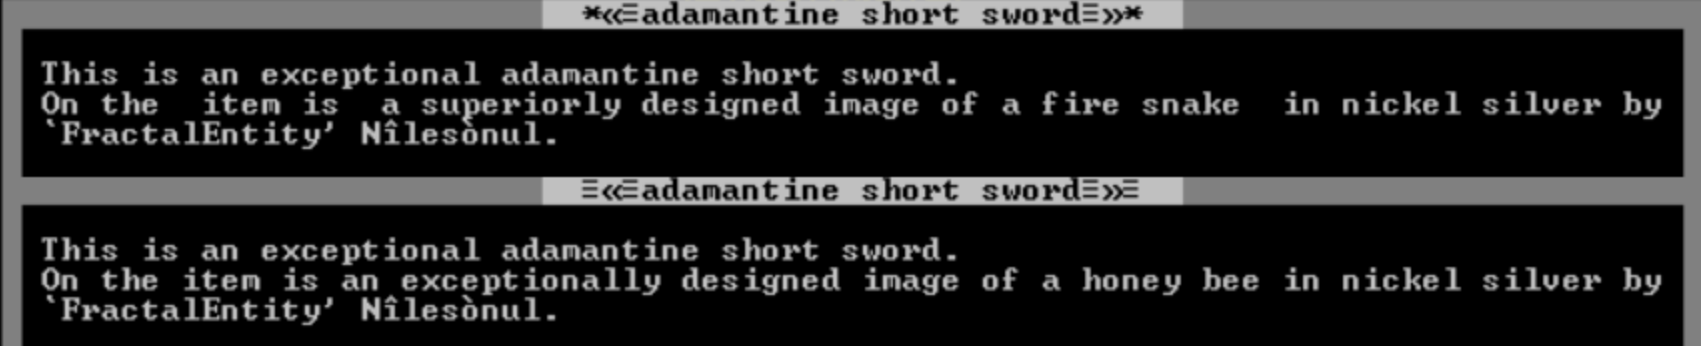 *«≡adamantine short sword≡»*
This is an exceptional adamantine short sword.
On the  item is  a superiorly designed image of a fire snake  in nickel silver by
`FractalEntity' Nîlesònul.
≡«≡adamantine short sword≡»≡
This is an exceptional adamantine short sword.
On the item is an exceptionally designed image of a honey bee in nickel silver by
`FractalEntity' Nîlesònul.